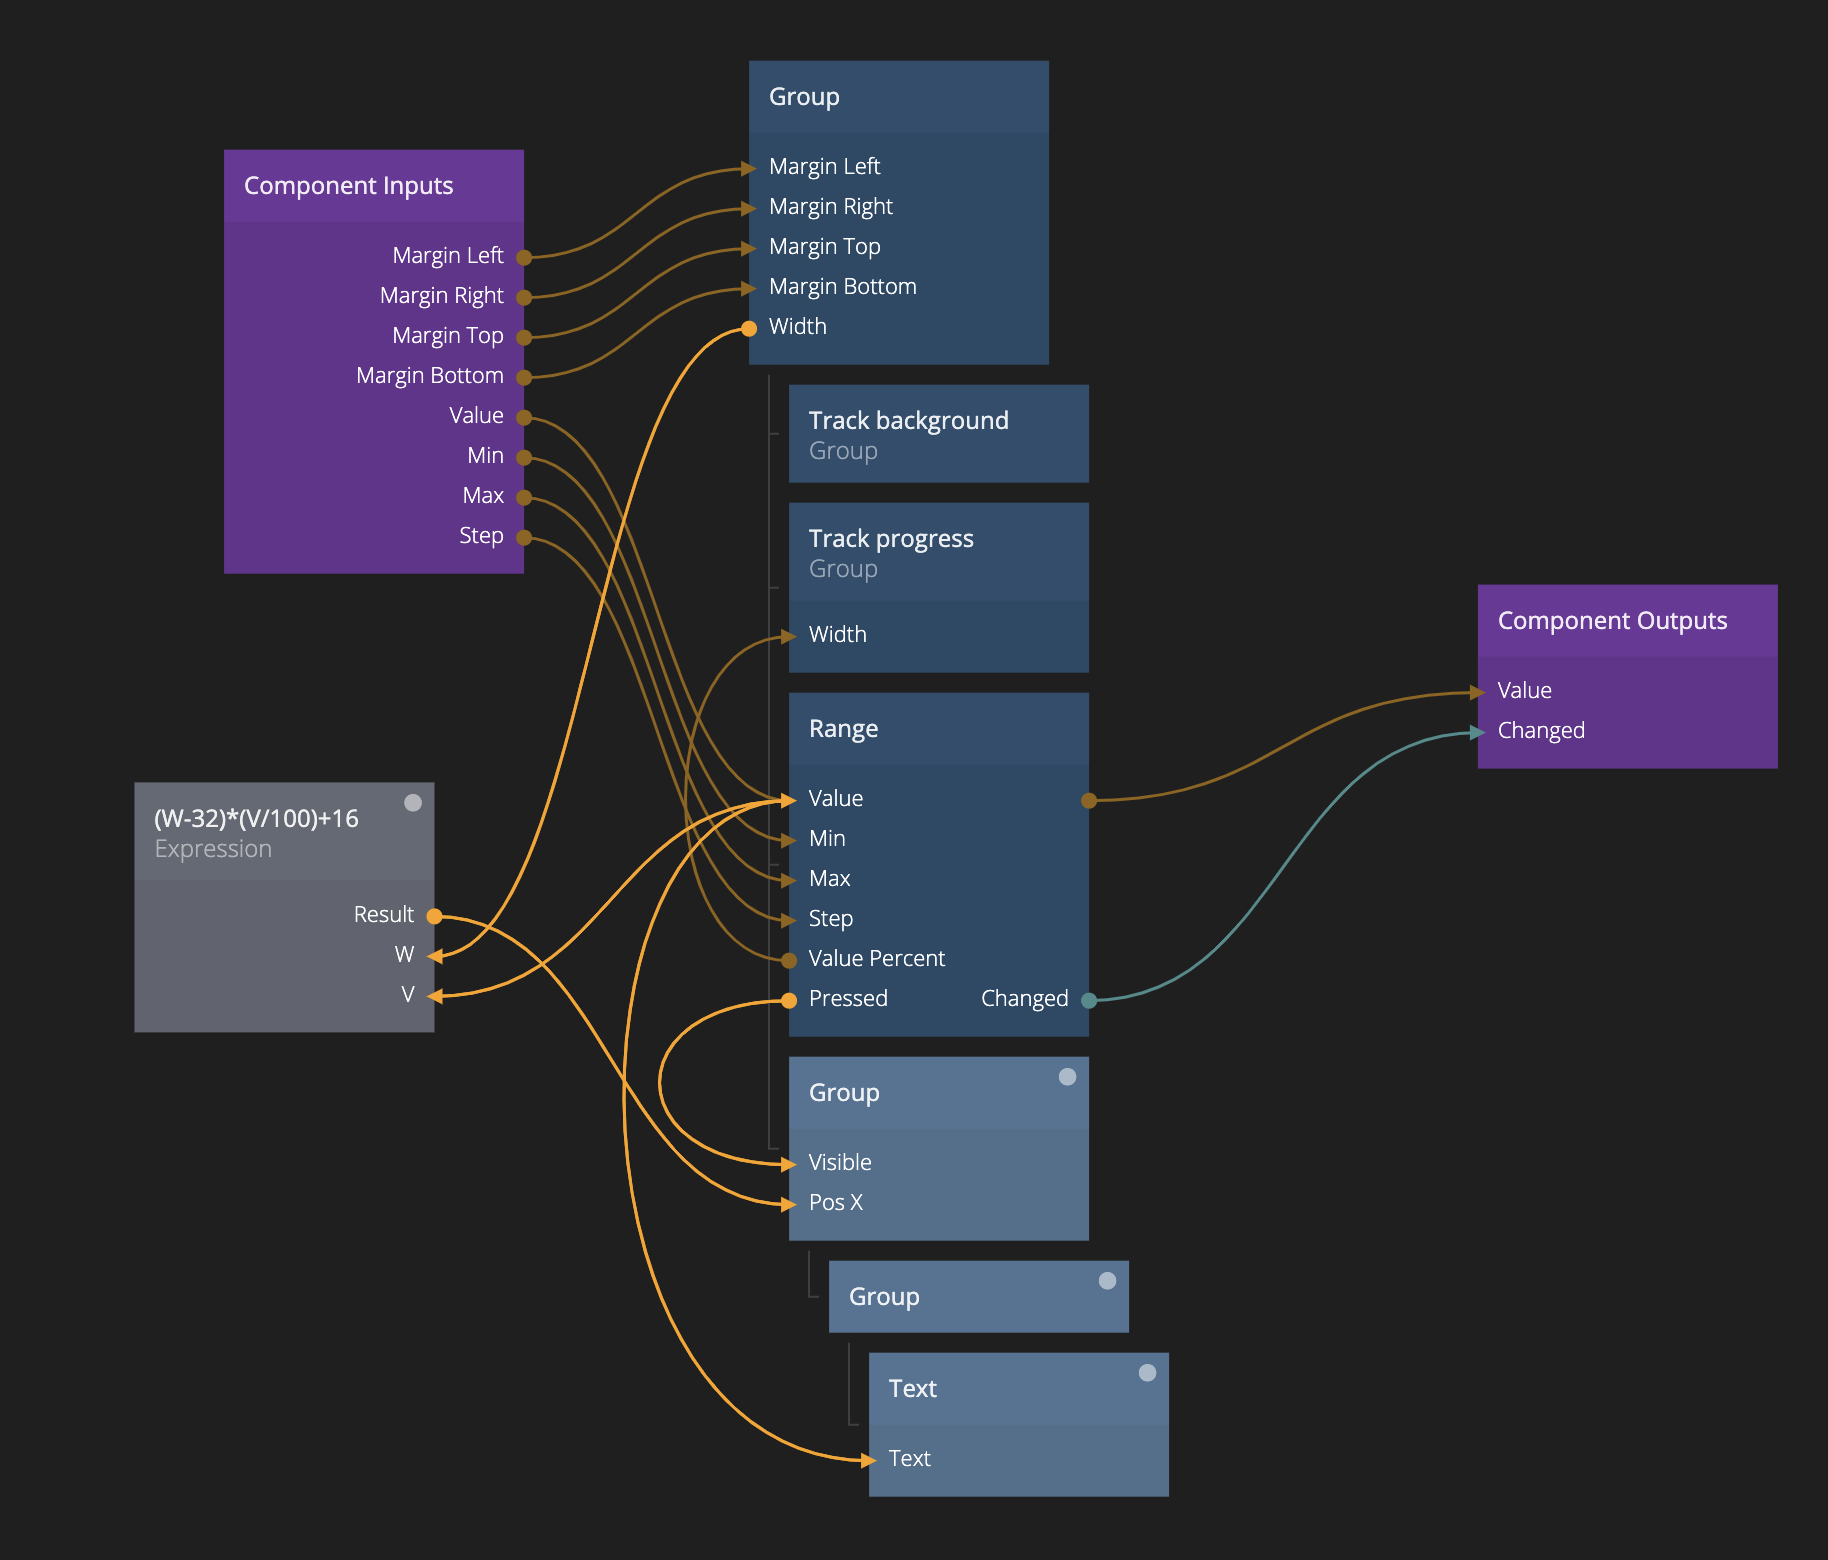 Group
Margin Left
Margin Right
Margin Top
Margin Bottom
Width
Component Inputs
Margin Left
Margin Right
Margin Top
Margin Bottom
Value
Min
Max
Step
Track background
Group
Track progress
Group
Width
Range
Value
Min
Max
Step
Value Percent
Pressed Changed
Component Outputs
Value
Changed
(W-32)*(V/100)+16
Expression
Result
W
V
Group
Visible
Pos X
Group
Text
Text